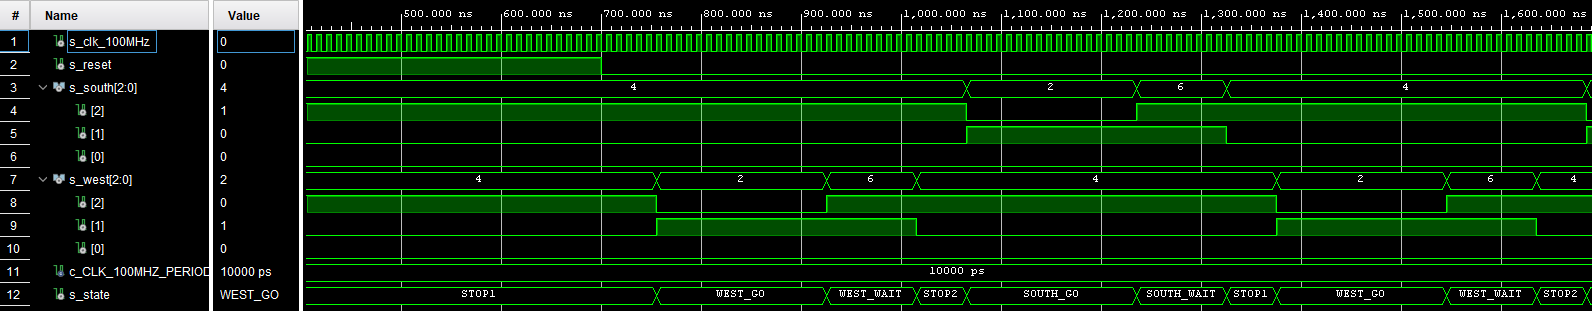 # Name Value 500.000 ns 600.000 ns 700.000 ns 800.000 ns 900.000 ns 1,000.000 ns 1,100.000 ns 1,200.000 ns 1,300.000 ns 1,400.000 ns 1,500.000 ns 1,600.000 ns
1 s_clk_100MHz 0
2 s_reset 0
3 s_south[2:0] 4 4 2 6 4
4 [2] 1
5 [1] 0
6 [0] 0
7 s_west[2:0] 2 4 2 6 4 2 6 4
8 [2] 0
9 [1] 1
10 [0] 0
11 c_CLK_100MHZ_PERIOD 10000 ps 10000 ps
12 s_state WEST_GO STOP1 WEST_GO WEST_WAIT STOP2 SOUTH_GO SOUTH_WAIT STOP1 WEST_GO WEST_WAIT STOP2